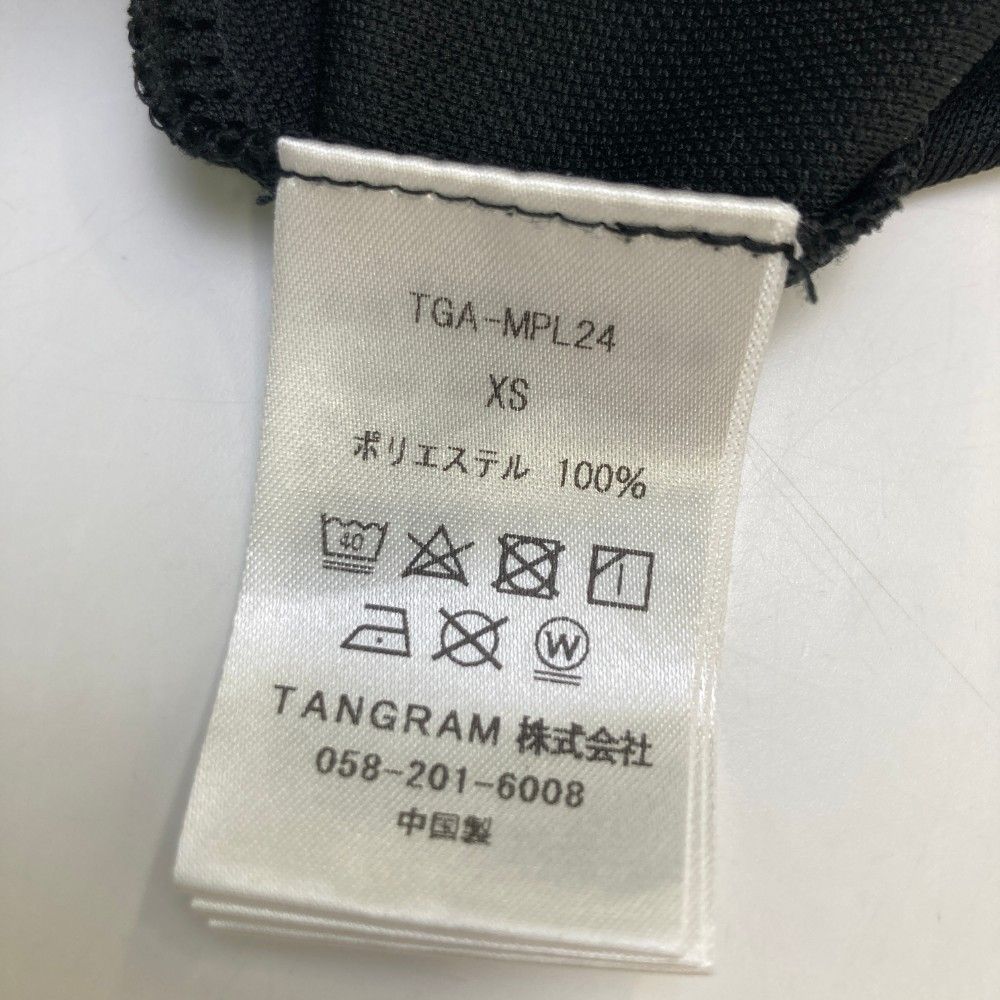 TGA-MPL24
XS
ポリエステル 100%
40
W
TANGRAM 株式会社
058-201-6008
中国製